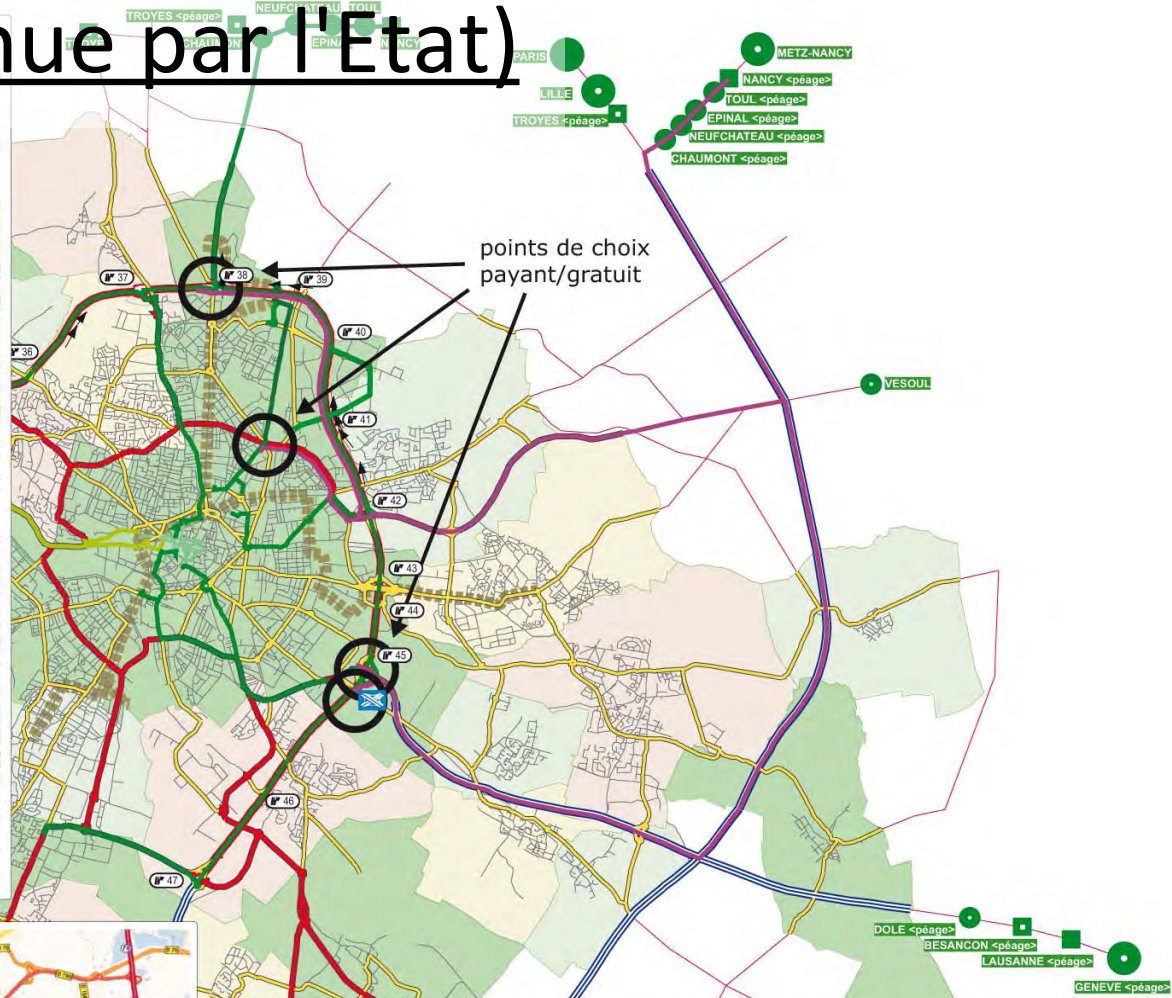 nue par l'Etat)
TROYES <péage>
NEUFCHATEAU
TOUL
CHAUMONT
EPINAL
NANCY
PARIS
LILLE
TROYES <péage>
METZ-NANCY
NANCY <péage>
TOUL <péage>
EPINAL <péage>
NEUFCHATEAU <péage>
CHAUMONT <péage>
points de choix
payant/gratuit
37
38
39
36
40
41
VESOUL
42
43
44
45
46
47
DOLE <péage>
BESANCON <péage>
LAUSANNE <péage>
GENEVE <péage>